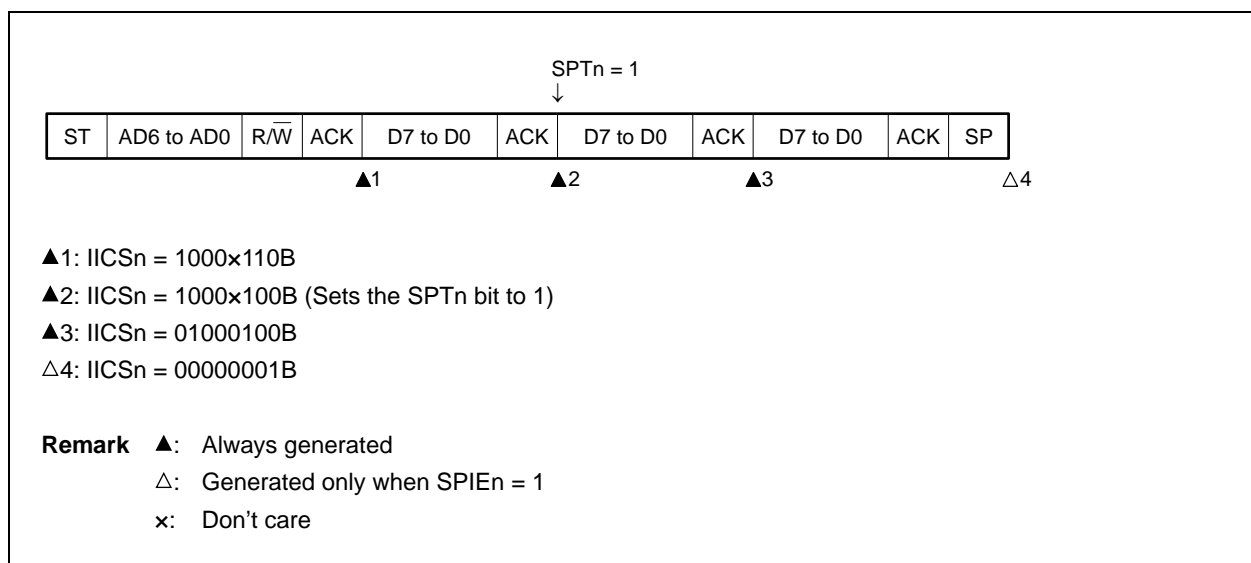 SPTn = 1
↓
ST AD6 to AD0 R/W̅ ACK D7 to D0 ACK D7 to D0 ACK D7 to D0 ACK SP
▲1 ▲2 ▲3 △4
▲1: IICSn = 1000×110B
▲2: IICSn = 1000×100B (Sets the SPTn bit to 1)
▲3: IICSn = 01000100B
△4: IICSn = 00000001B
Remark ▲: Always generated
△: Generated only when SPIEn = 1
×: Don't care